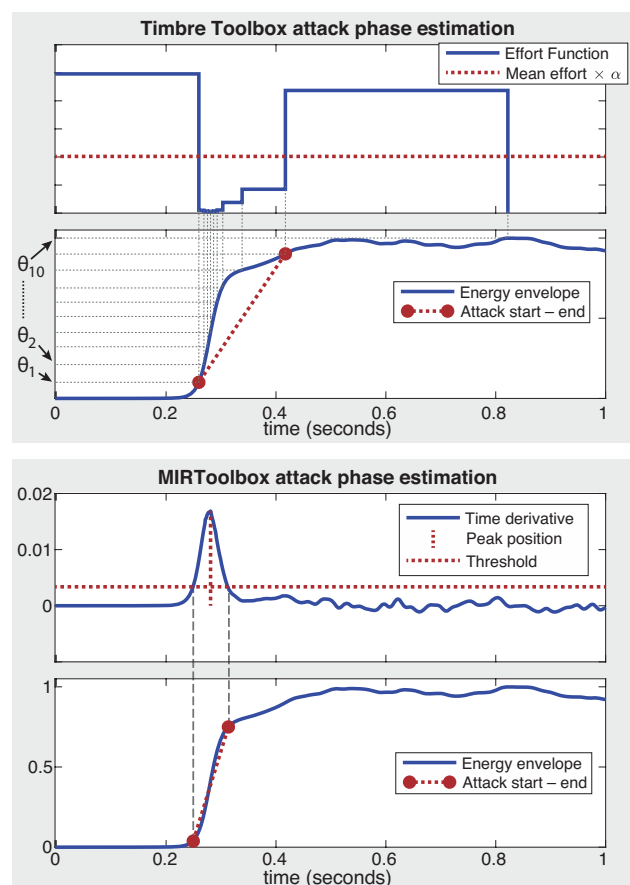 Timbre Toolbox attack phase estimation
Effort Function
Mean effort × α
θ10
θ2
θ1
Energy envelope
Attack start – end
0 0.2 0.4 0.6 0.8 1
time (seconds)
MIRToolbox attack phase estimation
0.02
0.01
0
Time derivative
Peak position
Threshold
1
0.5
0
Energy envelope
Attack start – end
0 0.2 0.4 0.6 0.8 1
time (seconds)